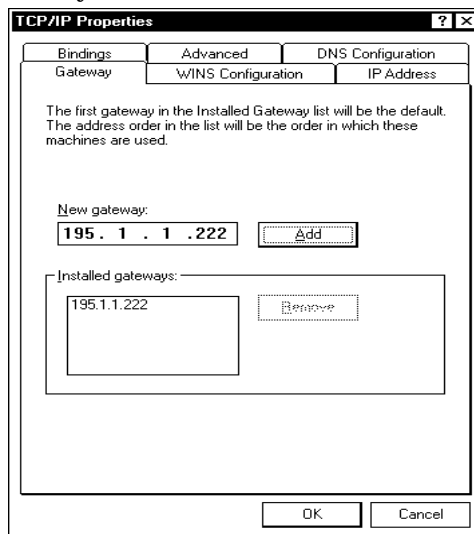 TCP/IP Properties
? ×
Bindings
Advanced
DNS Configuration
Gateway
WINS Configuration
IP Address
The first gateway in the Installed Gateway list will be the default.
The address order in the list will be the order in which these
machines are used.
New gateway:
195. 1 . 1 .222
Add
Installed gateways:
195.1.1.222
Remove
OK
Cancel